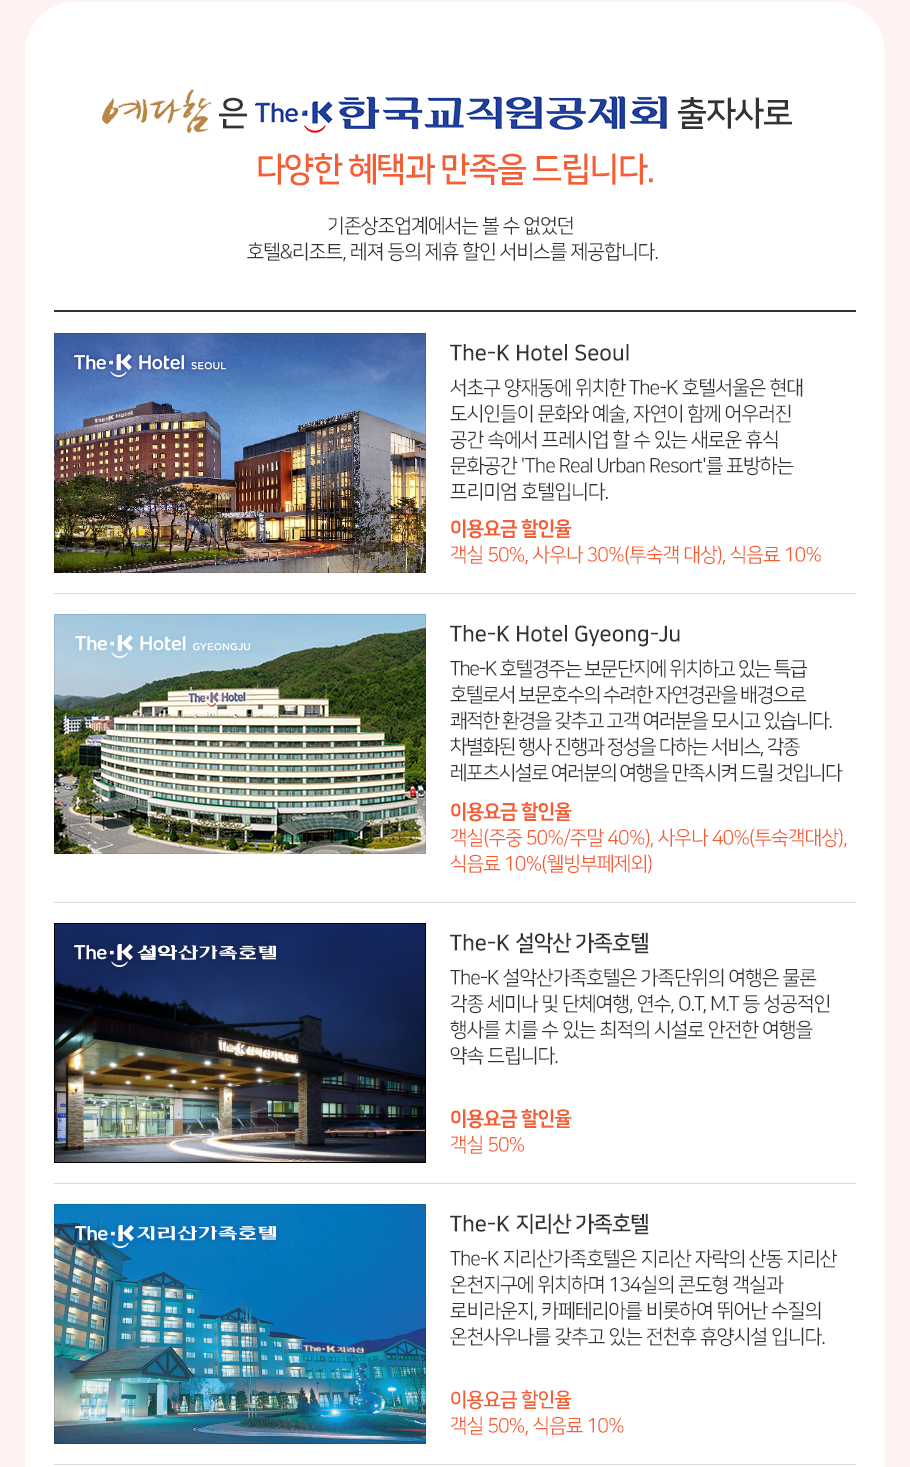 예다함은 The-K한국교직원공제회 출자사로
다양한 혜택과 만족을 드립니다.
기존상조업계에서는 볼 수 없었던
호텔&리조트, 레져 등의 제휴 할인 서비스를 제공합니다.
The-K Hotel SEOUL
The-K Hotel
The-K Hotel Seoul
서초구 양재동에 위치한 The-K 호텔서울은 현대
도시인들이 문화와 예술, 자연이 함께 어우러진
공간 속에서 프레시업 할 수 있는 새로운 휴식
문화공간 'The Real Urban Resort'를 표방하는
프리미엄 호텔입니다.
이용요금 할인율
객실 50%, 사우나 30%(투숙객 대상), 식음료 10%
The-K Hotel GYEONGJU
The-K Hotel
The-K Hotel Gyeong-Ju
The-K 호텔경주는 보문단지에 위치하고 있는 특급
호텔로서 보문호수의 수려한 자연경관을 배경으로
쾌적한 환경을 갖추고 고객 여러분을 모시고 있습니다.
차별화된 행사 진행과 정성을 다하는 서비스, 각종
레포츠시설로 여러분의 여행을 만족시켜 드릴 것입니다
이용요금 할인율
객실(주중 50%/주말 40%), 사우나 40%(투숙객대상),
식음료 10%(웰빙부페제외)
The-K 설악산가족호텔
The-K 설악산가족호텔
The-K 설악산 가족호텔
The-K 설악산가족호텔은 가족단위의 여행은 물론
각종 세미나 및 단체여행, 연수, O.T, M.T 등 성공적인
행사를 치를 수 있는 최적의 시설로 안전한 여행을
약속 드립니다.
이용요금 할인율
객실 50%
The-K지리산가족호텔
The-K 지리산
The-K 지리산 가족호텔
The-K 지리산가족호텔은 지리산 자락의 산동 지리산
온천지구에 위치하며 134실의 콘도형 객실과
로비라운지, 카페테리아를 비롯하여 뛰어난 수질의
온천사우나를 갖추고 있는 전천후 휴양시설 입니다.
이용요금 할인율
객실 50%, 식음료 10%